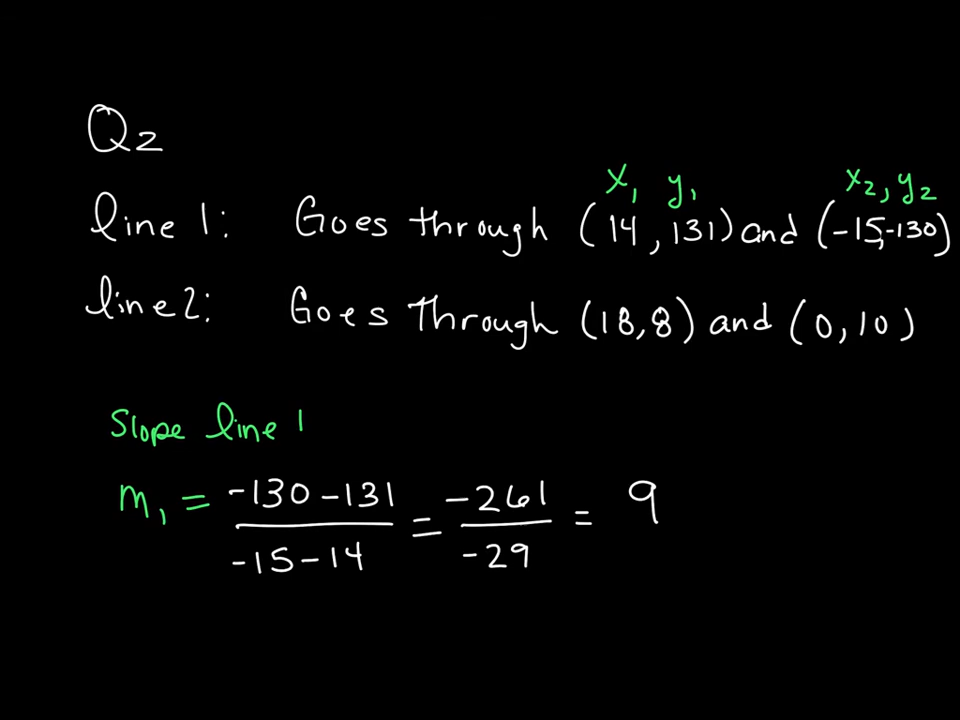 Q2
x1 y1 x2, y2
line 1: Goes through (14, 131) and (-15,-130)
line 2: Goes Through (18,8) and (0,10)
Slope line 1
m1 = -130-131 / -15-14 = -261 / -29 = 9